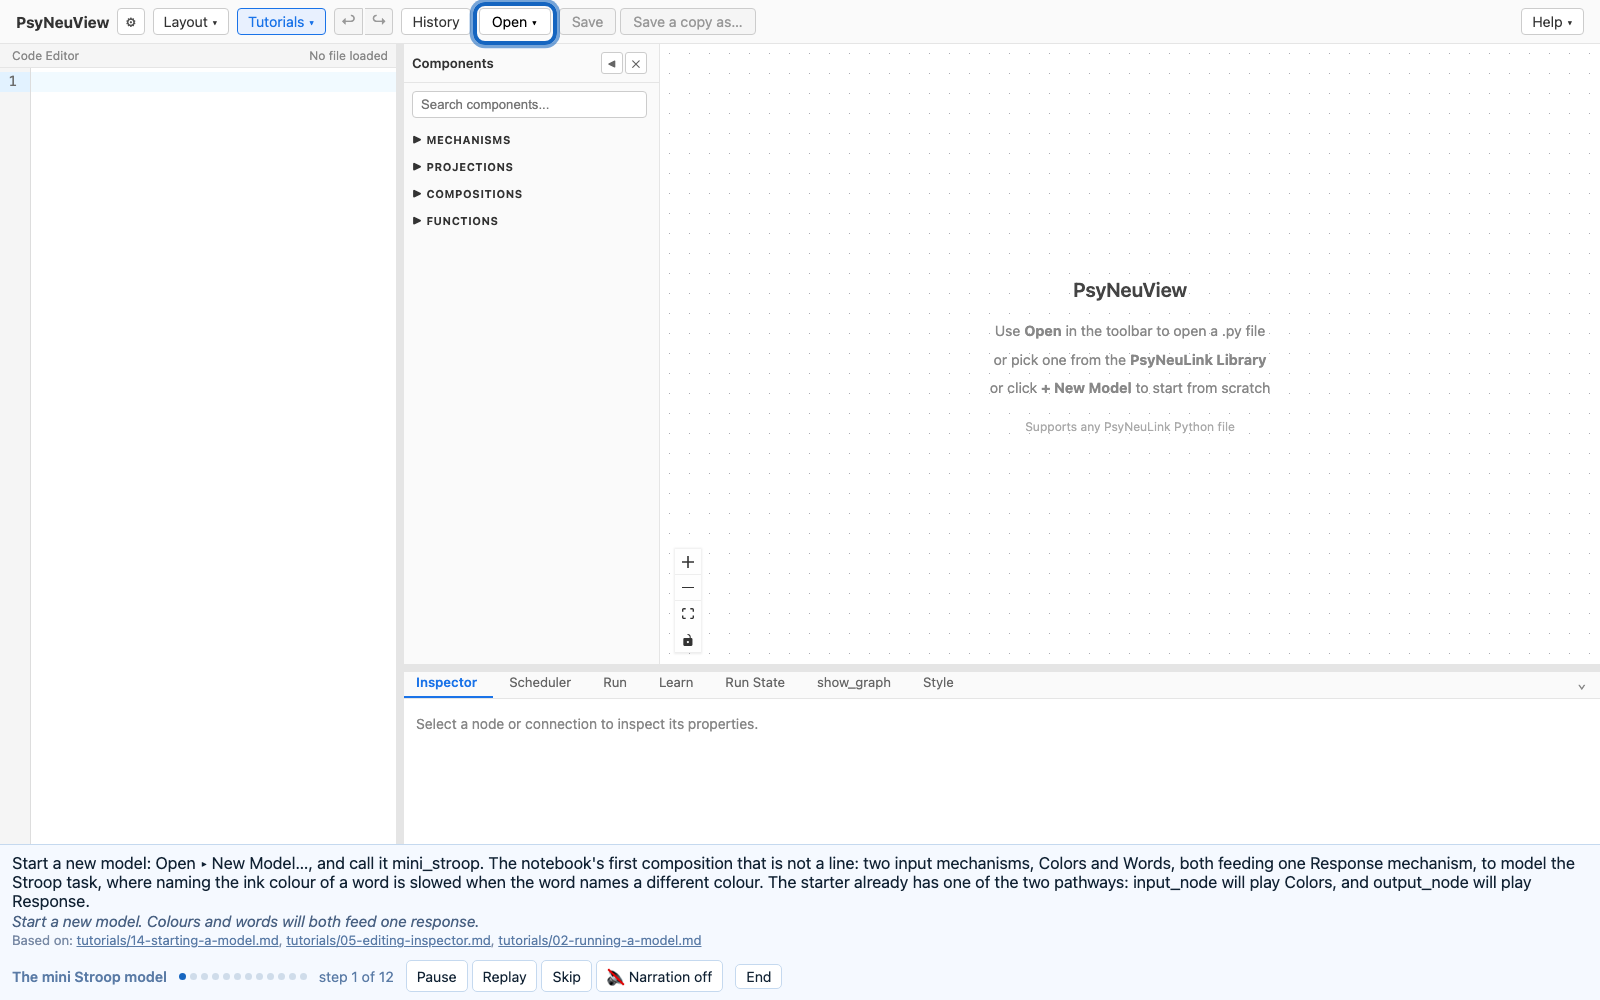 PsyNeuView
Layout ▾
Tutorials ▾
History
Open ▾
Save
Save a copy as...
Help ▾
Code Editor
No file loaded
1
Components
Search components...
MECHANISMS
PROJECTIONS
COMPOSITIONS
FUNCTIONS
PsyNeuView
Use Open in the toolbar to open a .py file
or pick one from the PsyNeuLink Library
or click + New Model to start from scratch
Supports any PsyNeuLink Python file
Inspector
Scheduler
Run
Learn
Run State
show_graph
Style
Select a node or connection to inspect its properties.
Start a new model: Open ▸ New Model..., and call it mini_stroop. The notebook's first composition that is not a line: two input mechanisms, Colors and Words, both feeding one Response mechanism, to model the
Stroop task, where naming the ink colour of a word is slowed when the word names a different colour. The starter already has one of the two pathways: input_node will play Colors, and output_node will play
Response.
Start a new model. Colours and words will both feed one response.
Based on: tutorials/14-starting-a-model.md, tutorials/05-editing-inspector.md, tutorials/02-running-a-model.md
The mini Stroop model
step 1 of 12
Pause
Replay
Skip
Narration off
End